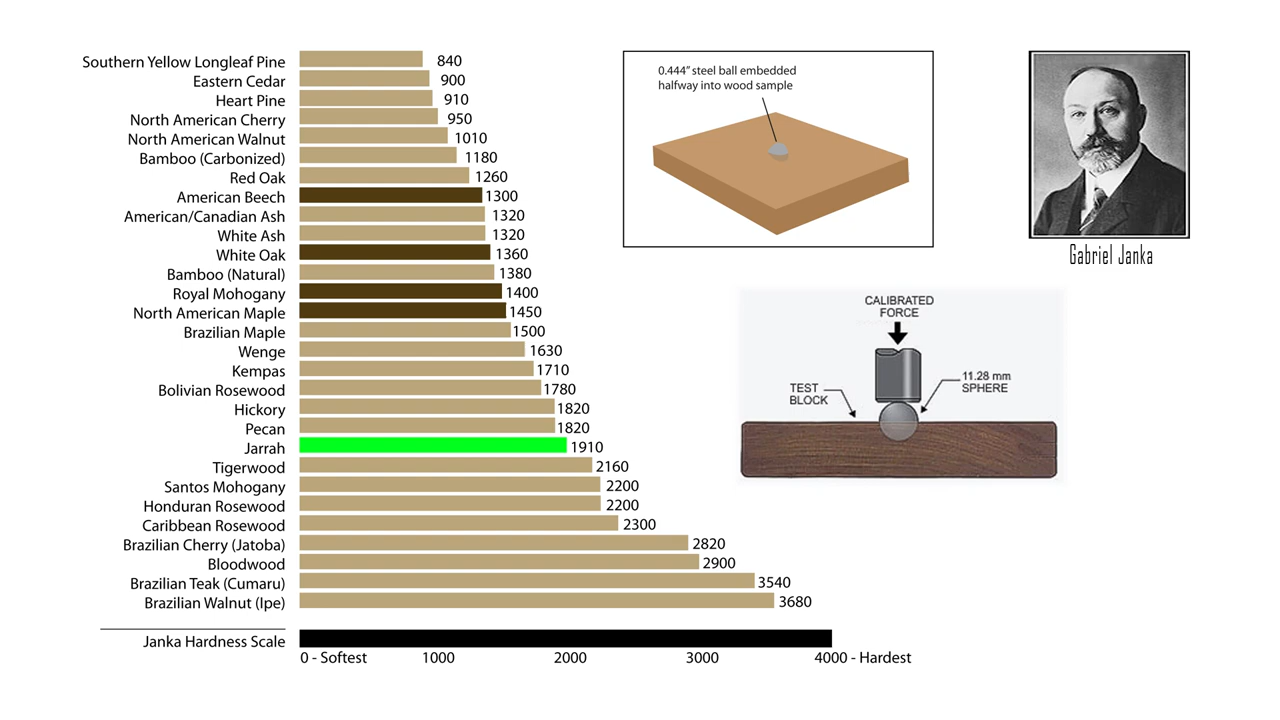 Southern Yellow Longleaf Pine 840
Eastern Cedar 900
Heart Pine 910
North American Cherry 950
North American Walnut 1010
Bamboo (Carbonized) 1180
Red Oak 1260
American Beech 1300
American/Canadian Ash 1320
White Ash 1320
White Oak 1360
Bamboo (Natural) 1380
Royal Mohogany 1400
North American Maple 1450
Brazilian Maple 1500
Wenge 1630
Kempas 1710
Bolivian Rosewood 1780
Hickory 1820
Pecan 1820
Jarrah 1910
Tigerwood 2160
Santos Mohogany 2200
Honduran Rosewood 2200
Caribbean Rosewood 2300
Brazilian Cherry (Jatoba) 2820
Bloodwood 2900
Brazilian Teak (Cumaru) 3540
Brazilian Walnut (Ipe) 3680
Janka Hardness Scale
0 - Softest 1000 2000 3000 4000 - Hardest
0.444" steel ball embedded
halfway into wood sample
Gabriel Janka
CALIBRATED
FORCE
TEST
BLOCK
11.28 mm
SPHERE